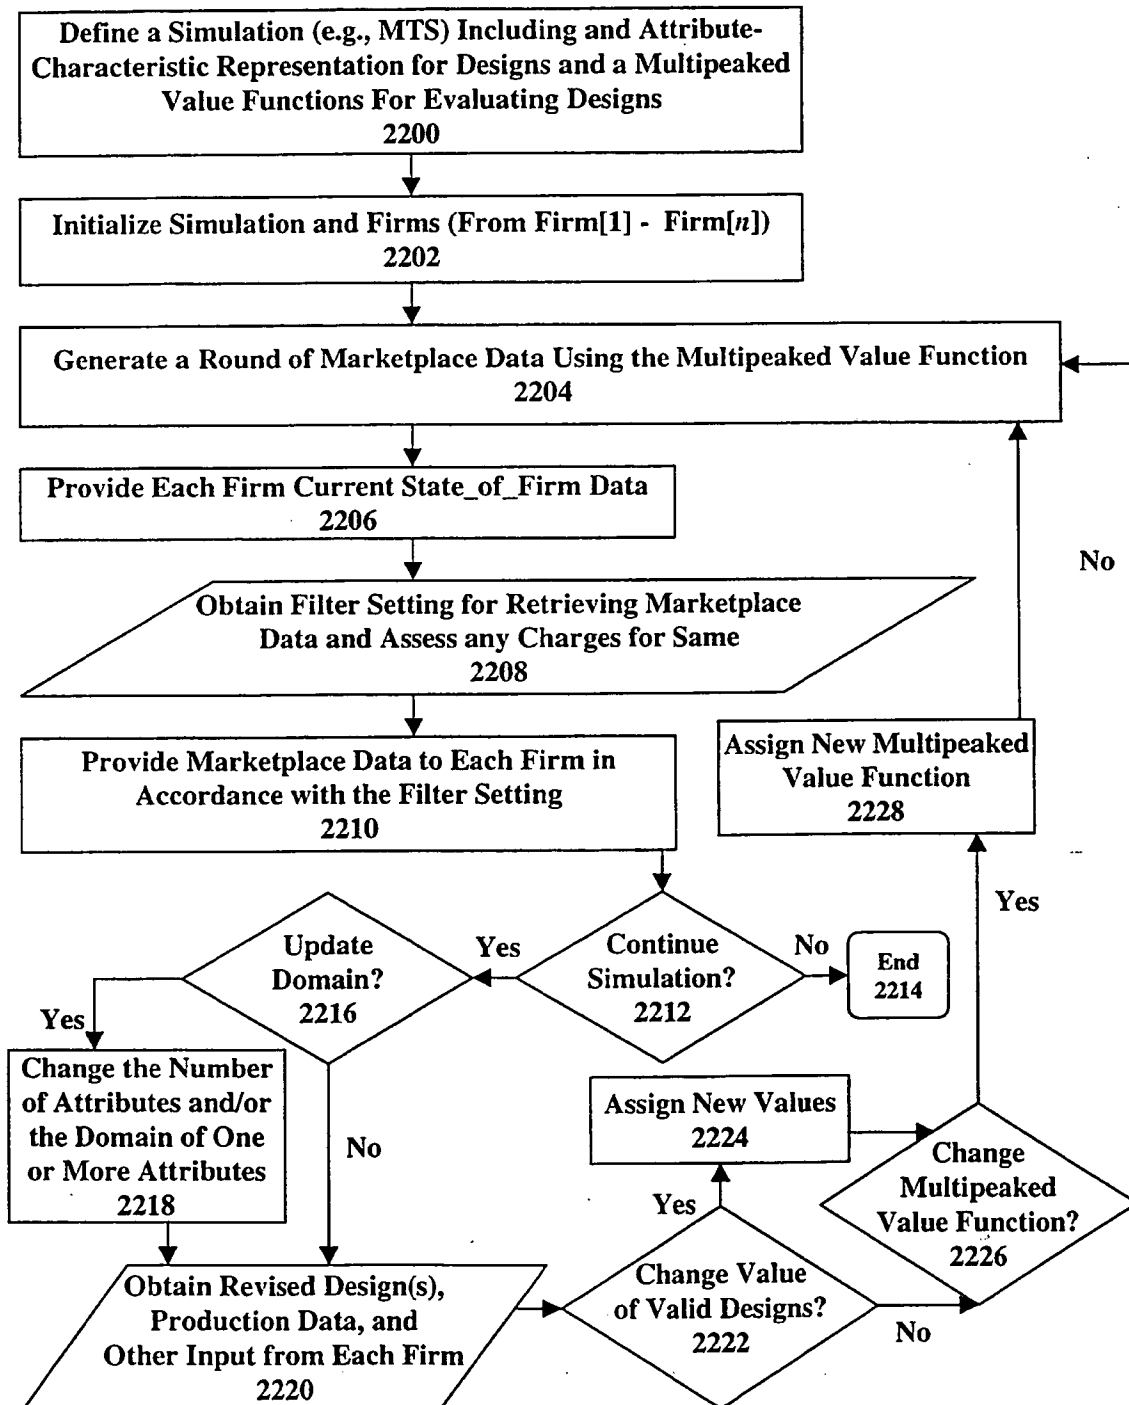 Define a Simulation (e.g., MTS) Including and Attribute-
Characteristic Representation for Designs and a Multipeaked
Value Functions For Evaluating Designs
2200
Initialize Simulation and Firms (From Firm[1] - Firm[n])
2202
Generate a Round of Marketplace Data Using the Multipeaked Value Function
2204
Provide Each Firm Current State_of_Firm Data
2206
No
Obtain Filter Setting for Retrieving Marketplace
Data and Assess any Charges for Same
2208
Provide Marketplace Data to Each Firm in
Accordance with the Filter Setting
2210
Assign New Multipeaked
Value Function
2228
Yes
Update
Domain?
2216
Yes
Continue
Simulation?
2212
No
End
2214
Yes
Change the Number
of Attributes and/or
the Domain of One
or More Attributes
2218
No
Assign New Values
2224
Change
Multipeaked
Value Function?
2226
Yes
Obtain Revised Design(s),
Production Data, and
Other Input from Each Firm
2220
Change Value
of Valid Designs?
2222
No